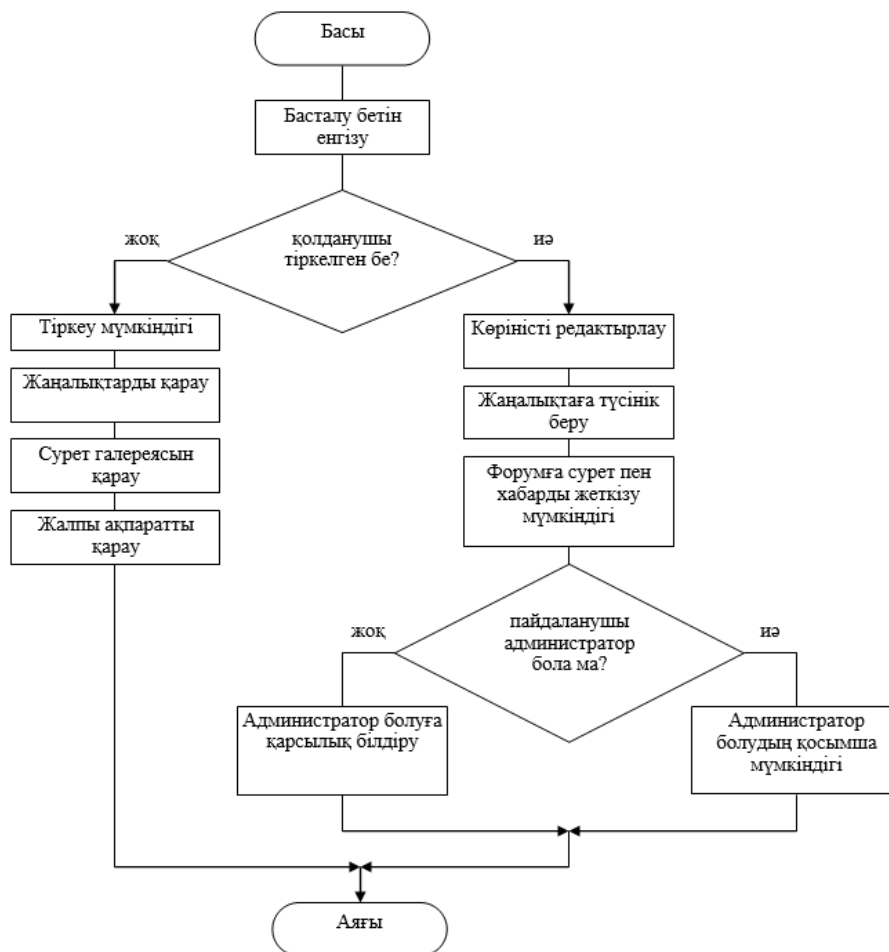 Басы
Басталу бетін
енгізу
жоқ
қолданушы
тіркелген бе?
иә
Тіркеу мүмкіндігі
Жаңалықтарды қарау
Сурет галереясын
қарау
Жалпы ақпаратты
қарау
Көріністі редактырлау
Жаңалықтаға түсінік
беру
Форумға сурет пен
хабарды жеткізу
мүмкіндігі
жоқ
пайдаланушы
администратор
бола ма?
иә
Администратор болуға
қарсылық білдіру
Администратор
болудың қосымша
мүмкіндігі
Аяғы